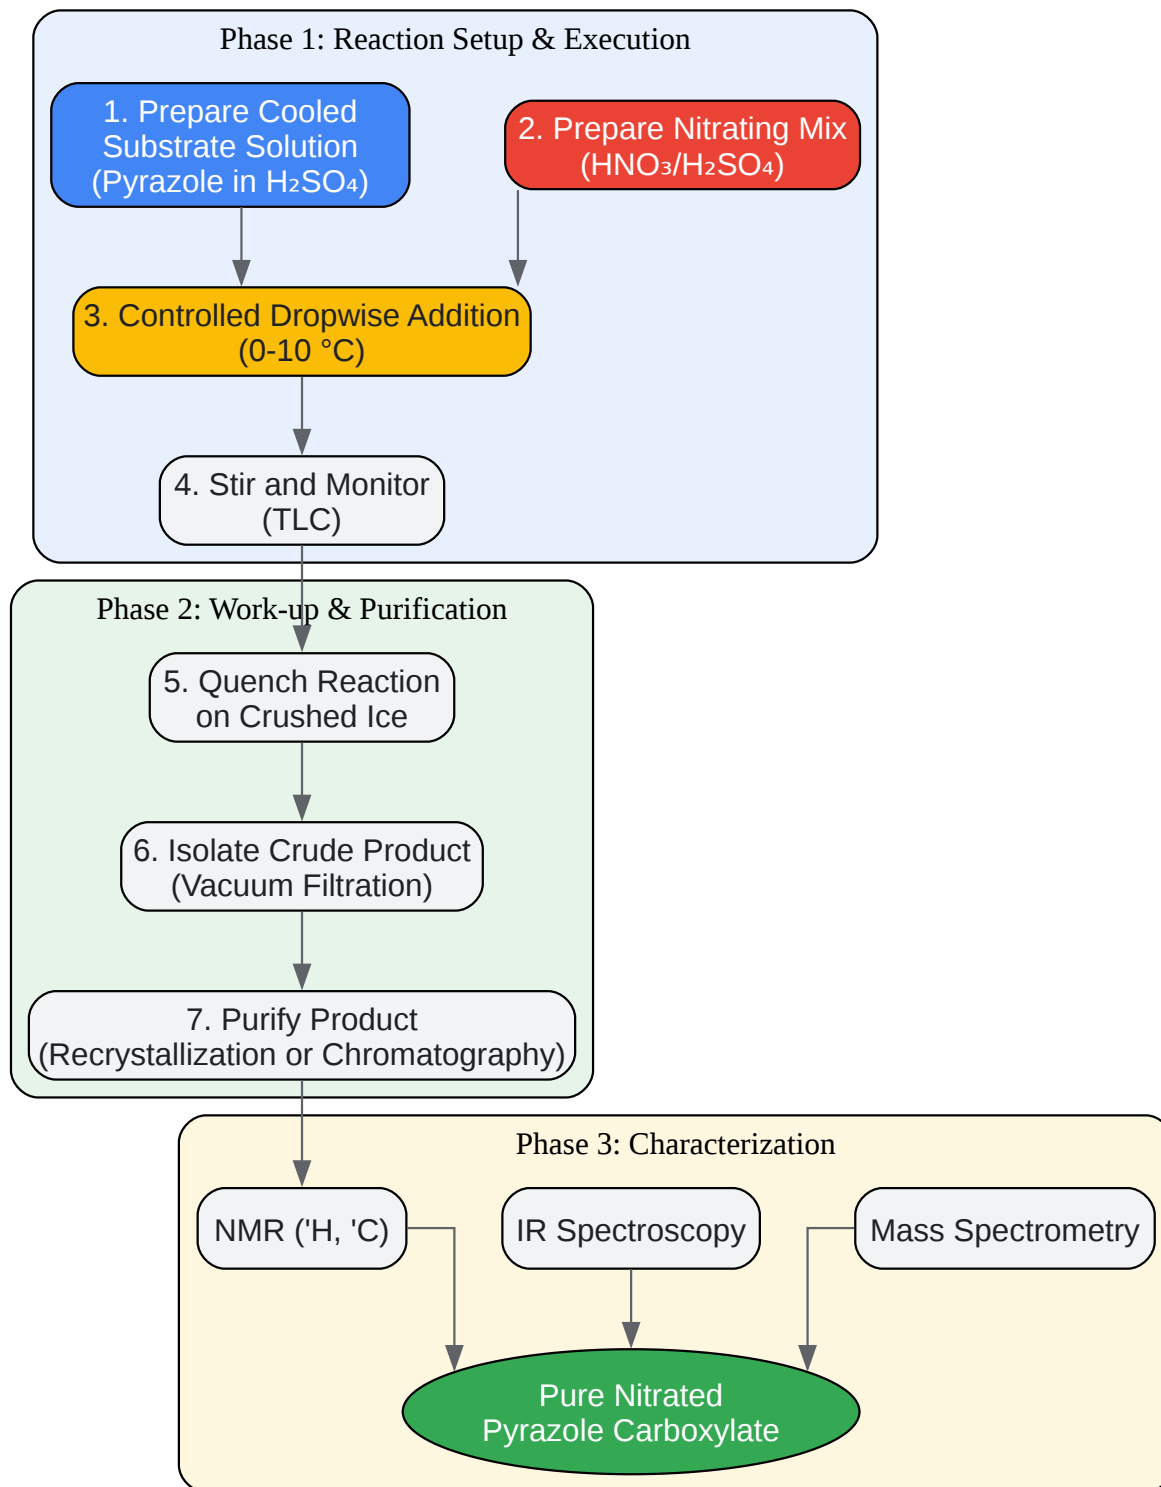 Phase 1: Reaction Setup & Execution
1. Prepare Cooled
Substrate Solution
(Pyrazole in H₂SO₄)
2. Prepare Nitrating Mix
(HNO₃/H₂SO₄)
3. Controlled Dropwise Addition
(0-10 °C)
4. Stir and Monitor
(TLC)
Phase 2: Work-up & Purification
5. Quench Reaction
on Crushed Ice
6. Isolate Crude Product
(Vacuum Filtration)
7. Purify Product
(Recrystallization or Chromatography)
Phase 3: Characterization
NMR ('H, 'C)
IR Spectroscopy
Mass Spectrometry
Pure Nitrated
Pyrazole Carboxylate